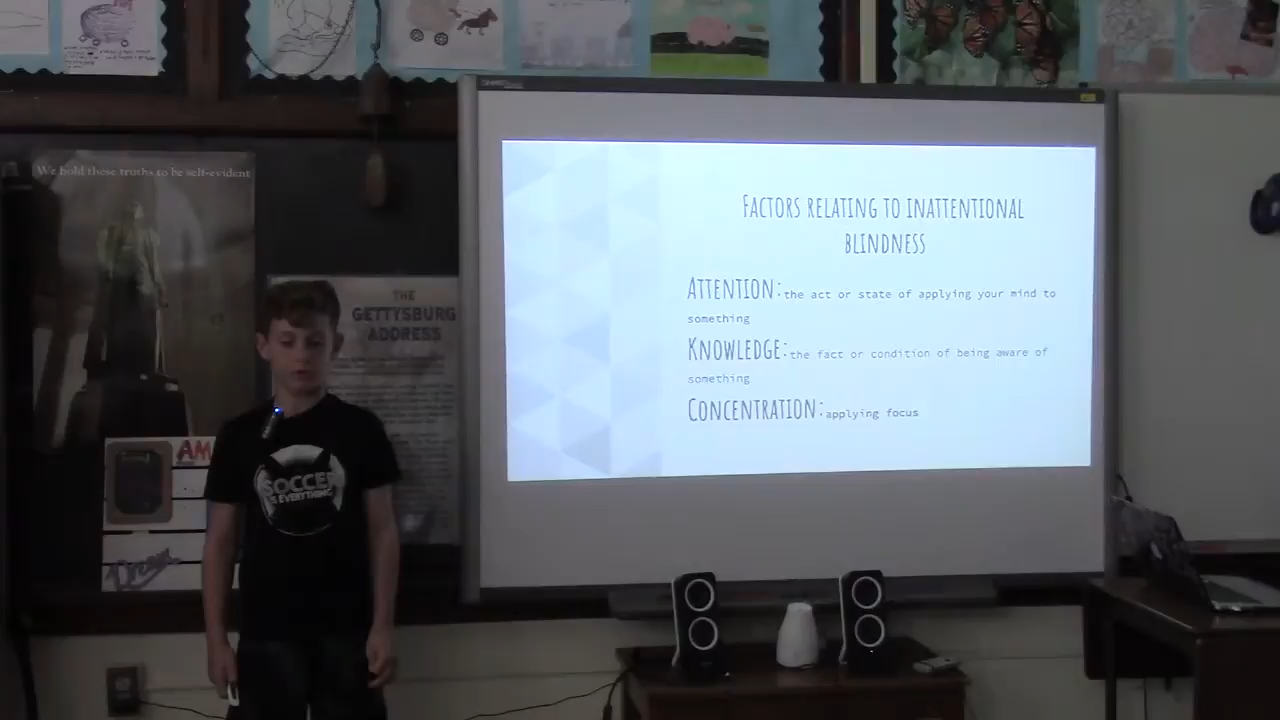 We hold these truths to be self-evident
THE
GETTYSBURG
ADDRESS
AM
Dream
SOCCER
IS EVERYTHING
FACTORS RELATING TO INATTENTIONAL
BLINDNESS
ATTENTION: the act or state of applying your mind to
something
KNOWLEDGE: the fact or condition of being aware of
something
CONCENTRATION: applying focus